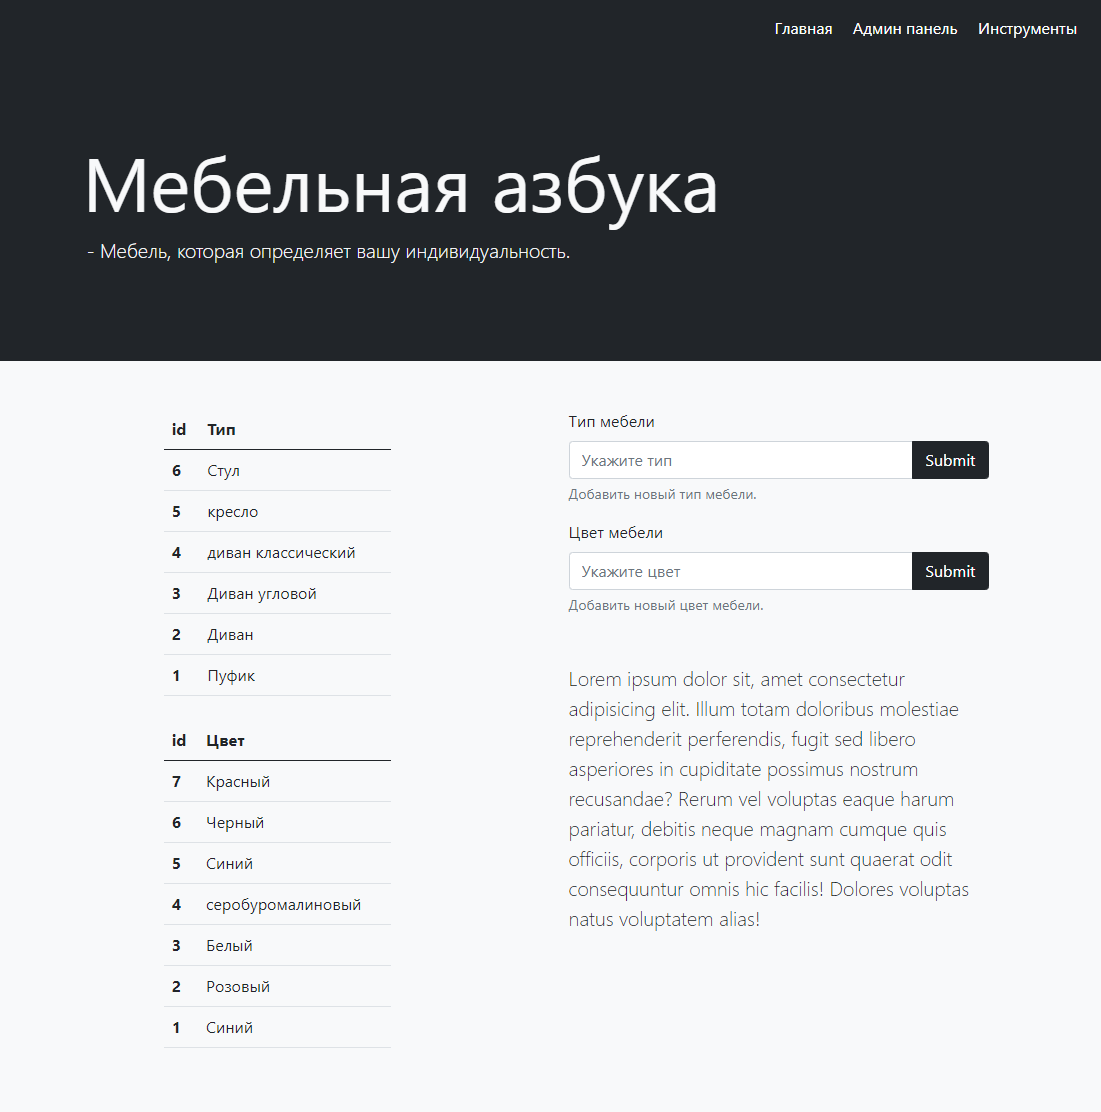 Главная Админ панель Инструменты
Мебельная азбука
- Мебель, которая определяет вашу индивидуальность.
id Тип
6 Стул
5 кресло
4 диван классический
3 Диван угловой
2 Диван
1 Пуфик
id Цвет
7 Красный
6 Черный
5 Синий
4 серобуромалиновый
3 Белый
2 Розовый
1 Синий
Тип мебели
Укажите тип Submit
Добавить новый тип мебели.
Цвет мебели
Укажите цвет Submit
Добавить новый цвет мебели.
Lorem ipsum dolor sit, amet consectetur
adipisicing elit. Illum totam doloribus molestiae
reprehenderit perferendis, fugit sed libero
asperiores in cupiditate possimus nostrum
recusandae? Rerum vel voluptas eaque harum
pariatur, debitis neque magnam cumque quis
officiis, corporis ut provident sunt quaerat odit
consequuntur omnis hic facilis! Dolores voluptas
natus voluptatem alias!